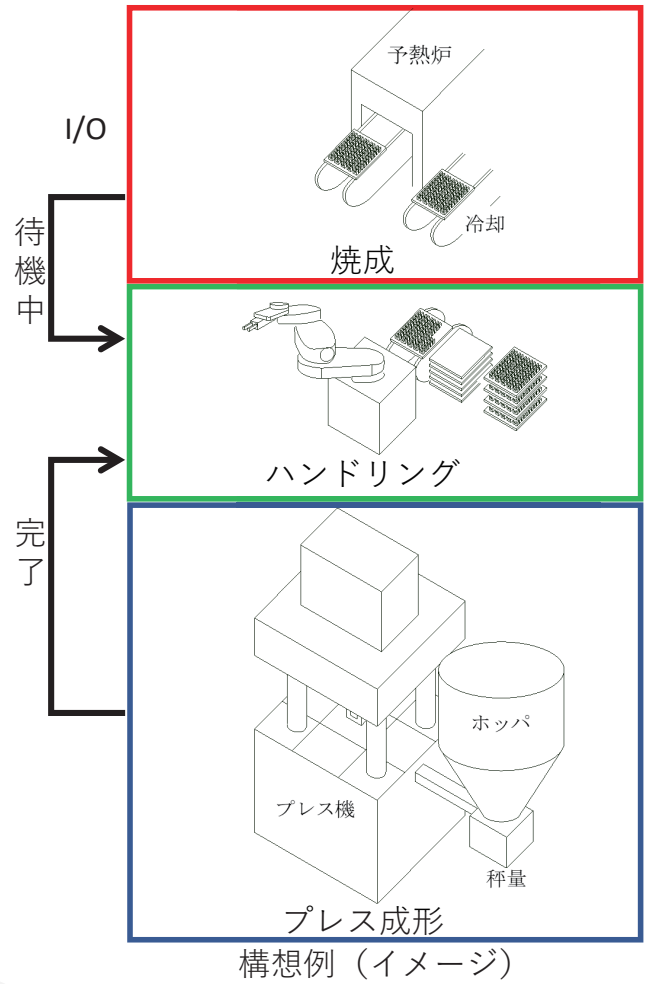 予熱炉
I/O
待機中
冷却
焼成
ハンドリング
完了
ホッパ
プレス機
秤量
プレス成形
構想例（イメージ）